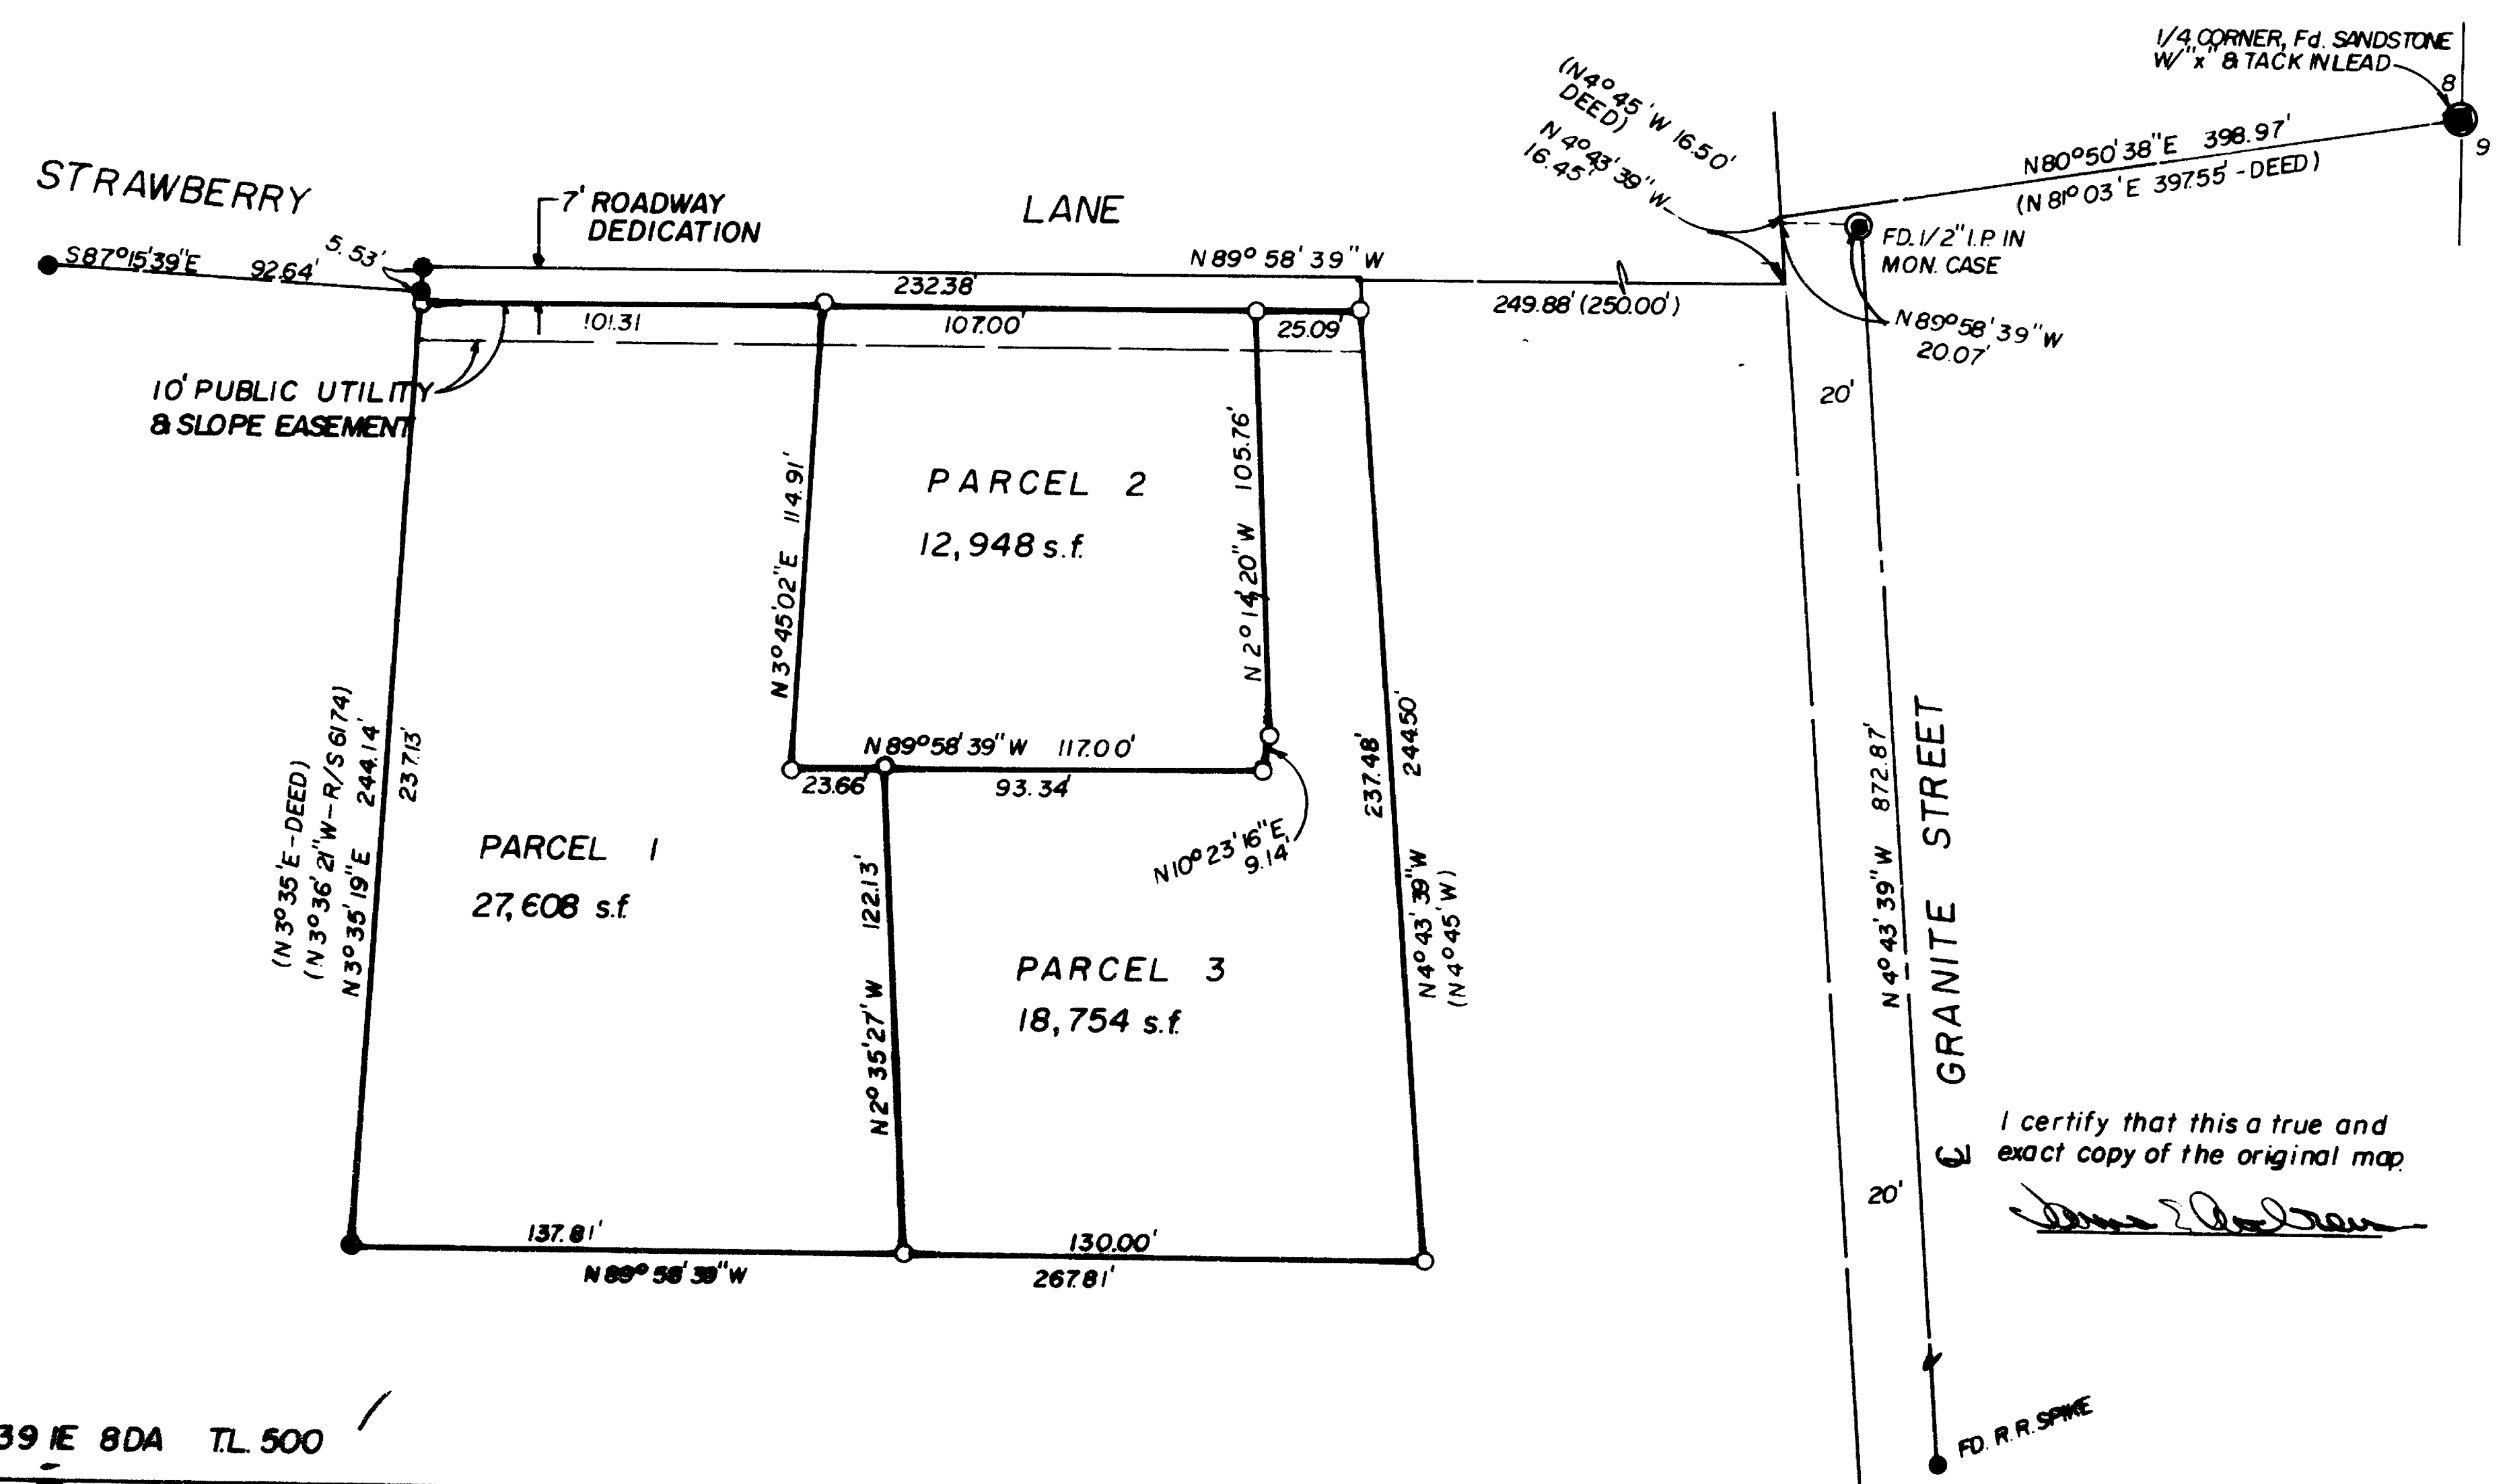 1/4 CORNER, Fd. SANDSTONE
W/ "x" & TACK IN LEAD
8
9
N80°50'38"E 398.97'
(N 81°03'E 397.55' - DEED)
(N4°45'W 16.50'
DEED)
N 4°43'39"W
16.45'
FD. 1/2" I.P. IN
MON. CASE
N89°58'39"W
20.07'
STRAWBERRY
LANE
7' ROADWAY
DEDICATION
S87°15'39"E 92.64'
5.53'
N89°58'39"W
232.38'
249.88' (250.00')
101.31
107.00'
25.09'
10' PUBLIC UTILITY
& SLOPE EASEMENT
20'
N3°45'02"E 114.91'
PARCEL 2
12,948 s.f.
N2°14'20"W 105.76'
N89°58'39"W 117.00'
23.66'
93.34'
N10°23'16"E
9.14'
(N3°35'E-DEED)
(N3°36'21"W-R/S 6174)
N3°35'19"E 244.14'
237.13'
PARCEL 1
27,608 s.f.
N2°35'27"W 122.13'
PARCEL 3
18,754 s.f.
237.48'
244.50'
N4°43'39"W
(N4°45'W)
N4°43'39"W 872.87'
GRANITE STREET
℄
20'
137.81'
N89°58'39"W
130.00'
267.81'
I certify that this a true and
exact copy of the original map.
FD. R.R. SPIKE
39 1E 8DA T.L. 500